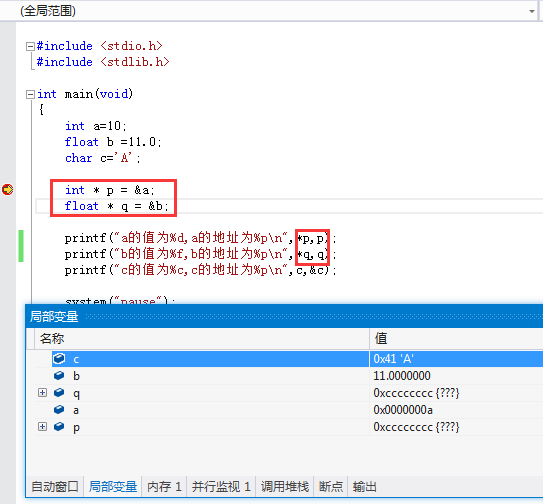 (全局范围)
#include <stdio.h>
#include <stdlib.h>
int main(void)
{
int a=10;
float b =11.0;
char c='A';
int * p = &a;
float * q = &b;
printf("a的值为%d,a的地址为%p\n",*p,p);
printf("b的值为%f,b的地址为%p\n",*q,q);
printf("c的值为%c,c的地址为%p\n",c,&c);
system("pause");
局部变量
名称 值
c 0x41 'A'
b 11.0000000
q 0xcccccccc {???}
a 0x0000000a
p 0xcccccccc {???}
自动窗口 局部变量 内存 1 并行监视 1 调用堆栈 断点 输出